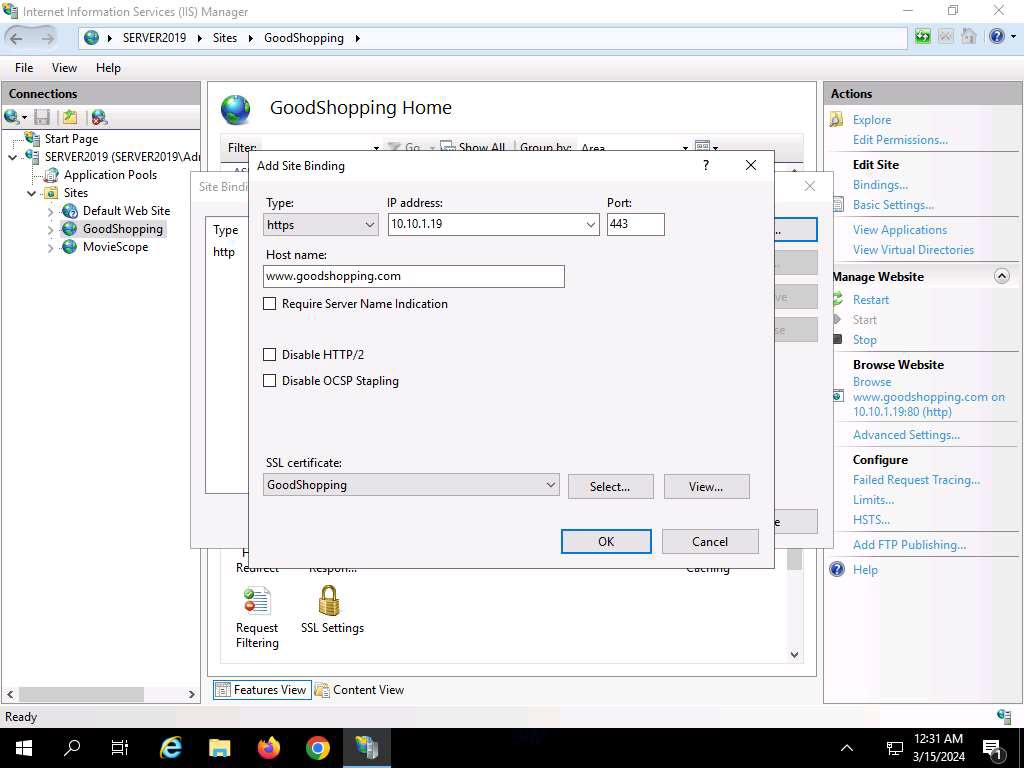 Internet Information Services (IIS) Manager
SERVER2019
Sites
GoodShopping
File
View
Help
Connections
Start Page
SERVER2019 (SERVER2019\Adr
Application Pools
Sites
Default Web Site
GoodShopping
MovieScope
GoodShopping Home
Filter:
Go
Show All
Group by:
Area
Site Bindi
Type
http
Add Site Binding
?
Type:
IP address:
Port:
https
10.10.1.19
443
Host name:
www.goodshopping.com
Require Server Name Indication
Disable HTTP/2
Disable OCSP Stapling
SSL certificate:
GoodShopping
Select...
View...
OK
Cancel
Redirect
Respon...
Caching
Request
Filtering
SSL Settings
Features View
Content View
Actions
Explore
Edit Permissions...
Edit Site
Bindings...
Basic Settings...
View Applications
View Virtual Directories
Manage Website
Restart
Start
Stop
Browse Website
Browse
www.goodshopping.com on
10.10.1.19:80 (http)
Advanced Settings...
Configure
Failed Request Tracing...
Limits...
HSTS...
Add FTP Publishing...
Help
Ready
12:31 AM
3/15/2024
1